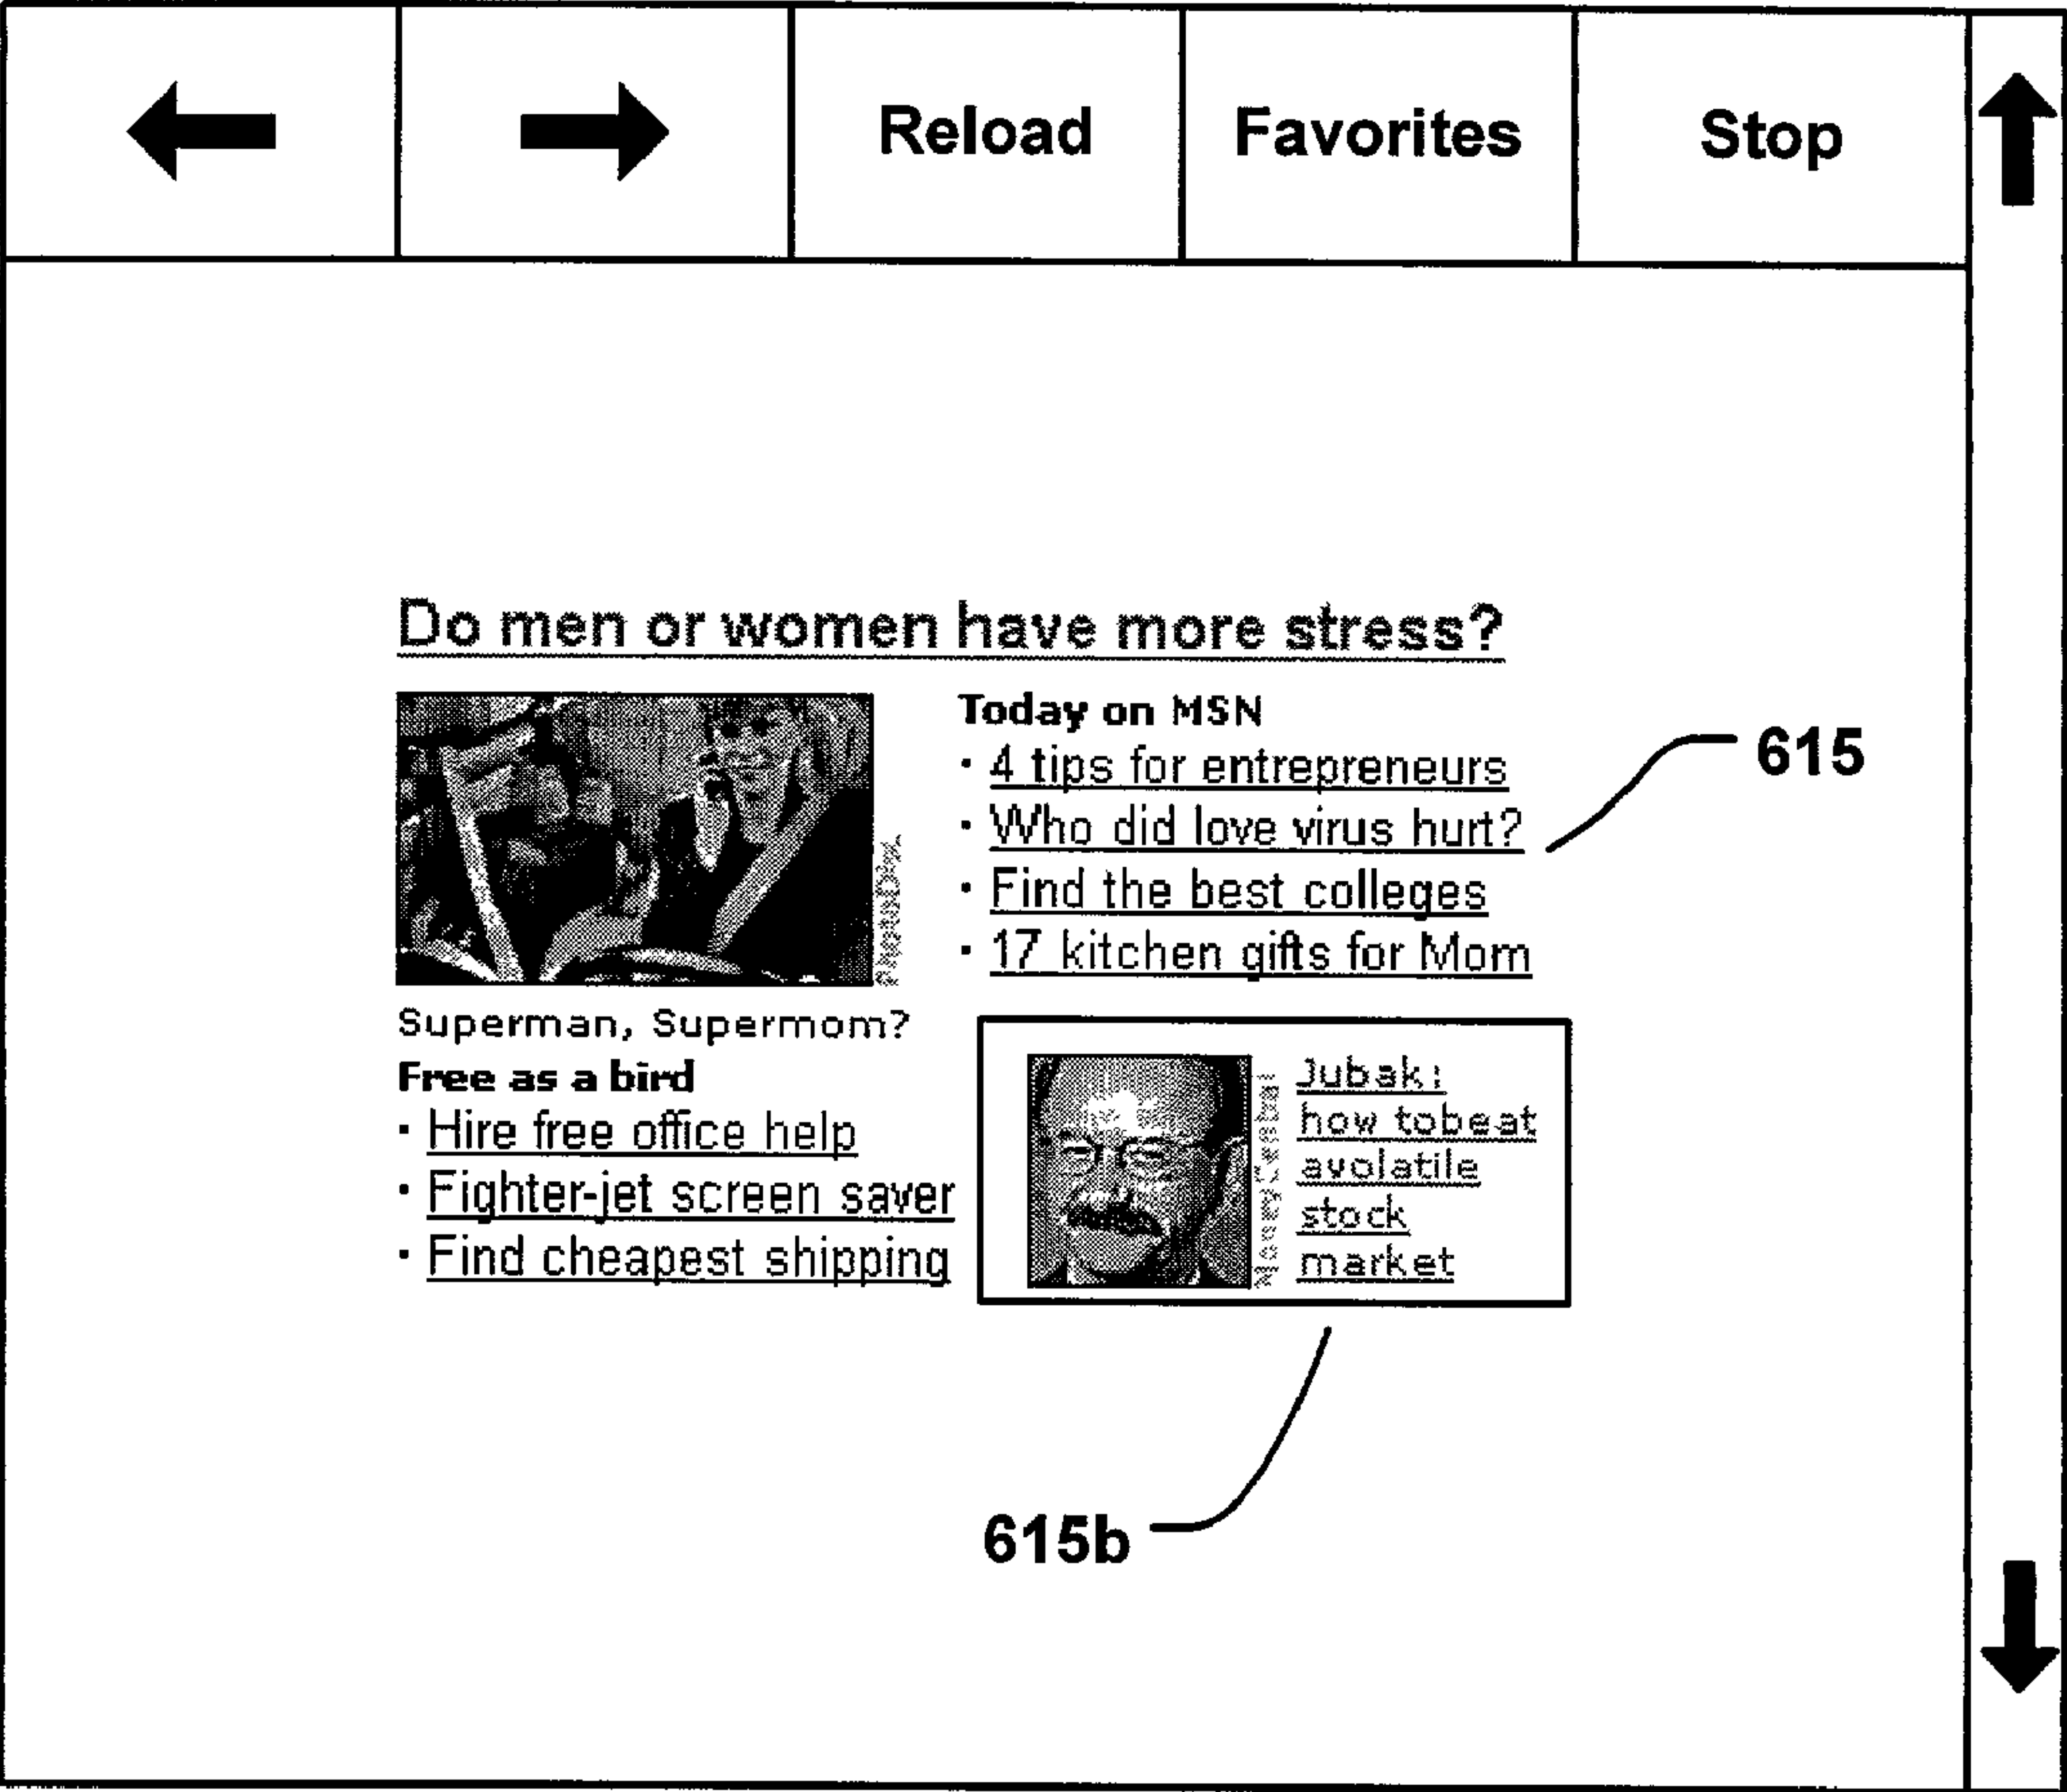 Reload Favorites Stop
Do men or women have more stress?
Today on MSN
· 4 tips for entrepreneurs
· Who did love virus hurt?
· Find the best colleges
· 17 kitchen gifts for Mom
615
PhotoDisc
Superman, Supermom?
Free as a bird
· Hire free office help
· Fighter-jet screen saver
· Find cheapest shipping
MoneyCentral
Jubak:
how tobeat
avolatile
stock
market
615b